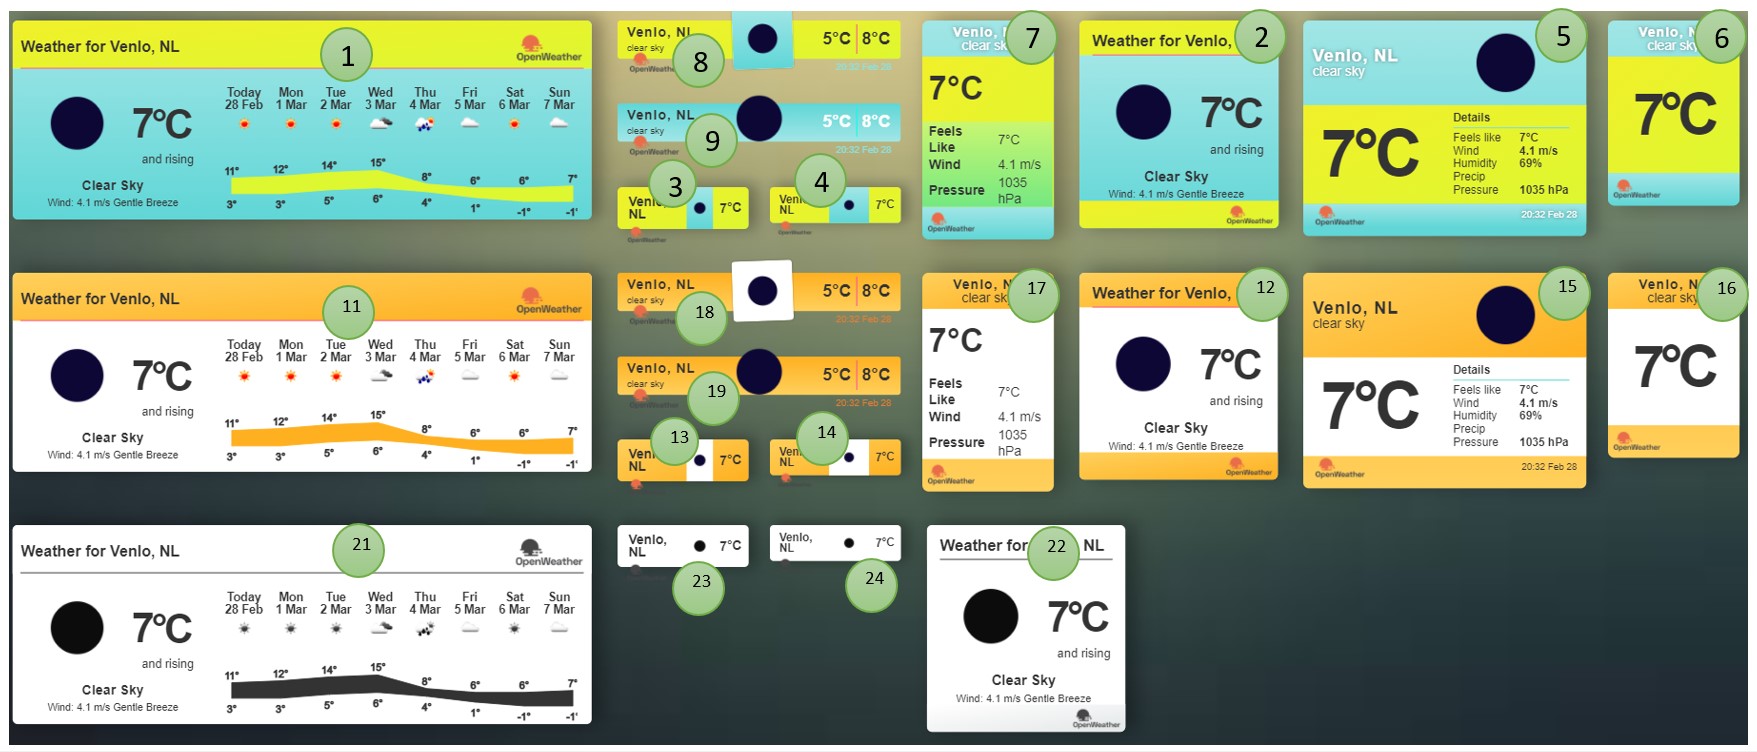 Weather for Venlo, NL
1
OpenWeather
Today Mon Tue Wed Thu Fri Sat Sun
28 Feb 1 Mar 2 Mar 3 Mar 4 Mar 5 Mar 6 Mar 7 Mar
7°C
and rising
Clear Sky
Wind: 4.1 m/s Gentle Breeze
11° 12° 14° 15° 8° 6° 6° 7°
3° 3° 5° 6° 4° 1° -1° -1°
Venlo, NL
clear sky
OpenWeather
8
5°C 8°C
20:32 Feb 28
Venlo, NL
clear sky
OpenWeather
9
5°C 8°C
20:32 Feb 28
3
NL
7°C
OpenWeather
4
NL
7°C
OpenWeather
Venlo,
clear
7
7°C
Feels
Like 7°C
Wind 4.1 m/s
Pressure 1035
hPa
OpenWeather
Weather for Venlo,
2
7°C
and rising
Clear Sky
Wind: 4.1 m/s Gentle Breeze
OpenWeather
Venlo, NL
clear sky
5
7°C
Details
Feels like 7°C
Wind 4.1 m/s
Humidity 69%
Precip
Pressure 1035 hPa
OpenWeather
20:32 Feb 28
Venlo,
clear
6
7°C
OpenWeather
Weather for Venlo, NL
11
OpenWeather
Today Mon Tue Wed Thu Fri Sat Sun
28 Feb 1 Mar 2 Mar 3 Mar 4 Mar 5 Mar 6 Mar 7 Mar
7°C
and rising
Clear Sky
Wind: 4.1 m/s Gentle Breeze
11° 12° 14° 15° 8° 6° 6° 7°
3° 3° 5° 6° 4° 1° -1° -1°
Venlo, NL
clear sky
18
5°C 8°C
20:32 Feb 28
Venlo, NL
clear sky
19
5°C 8°C
20:32 Feb 28
13
NL
7°C
14
NL
7°C
Venlo,
clear
17
7°C
Feels
Like 7°C
Wind 4.1 m/s
Pressure 1035
hPa
OpenWeather
Weather for Venlo,
12
7°C
and rising
Clear Sky
Wind: 4.1 m/s Gentle Breeze
OpenWeather
Venlo, NL
clear sky
15
7°C
Details
Feels like 7°C
Wind 4.1 m/s
Humidity 69%
Precip
Pressure 1035 hPa
OpenWeather
20:32 Feb 28
Venlo,
clear sky
16
7°C
OpenWeather
Weather for Venlo, NL
21
OpenWeather
Today Mon Tue Wed Thu Fri Sat Sun
28 Feb 1 Mar 2 Mar 3 Mar 4 Mar 5 Mar 6 Mar 7 Mar
7°C
and rising
Clear Sky
Wind: 4.1 m/s Gentle Breeze
11° 12° 14° 15° 8° 6° 6° 7°
3° 3° 5° 6° 4° 1° -1° -1°
Venlo,
NL
7°C
23
Venlo,
NL
7°C
24
Weather for
22
NL
7°C
and rising
Clear Sky
Wind: 4.1 m/s Gentle Breeze
OpenWeather